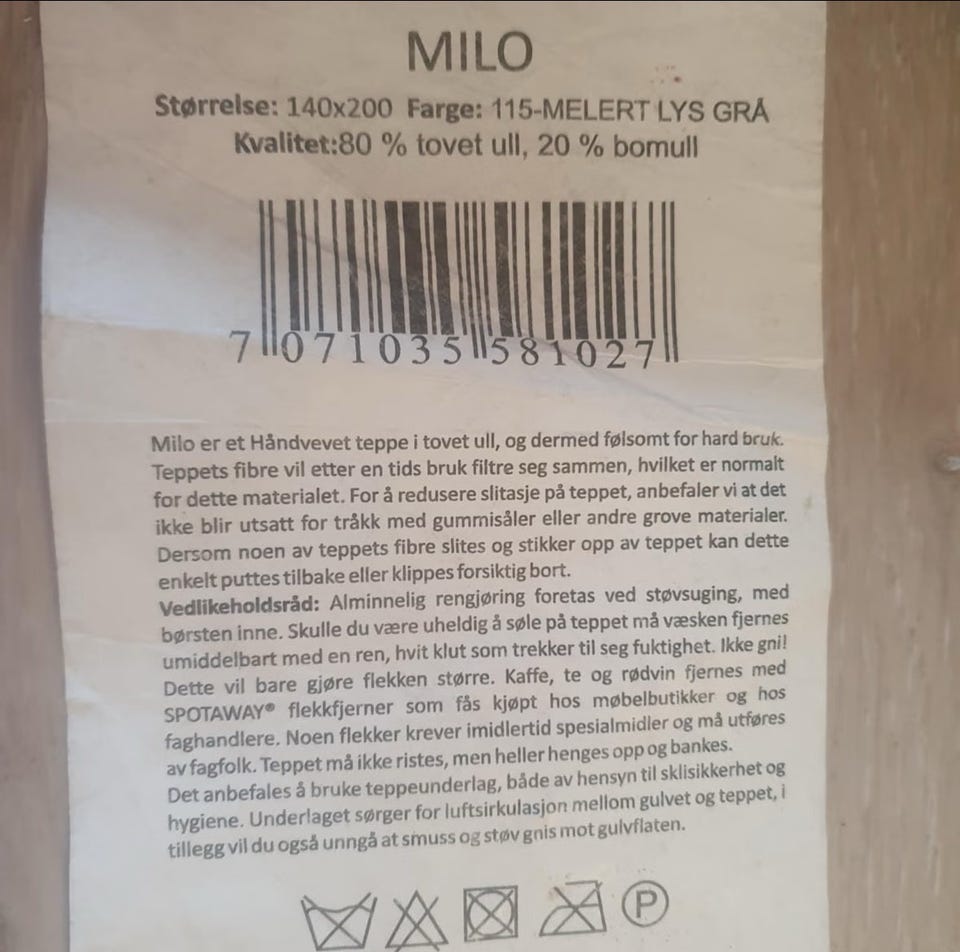 MILO
Størrelse: 140x200 Farge: 115-MELERT LYS GRÅ
Kvalitet:80 % tovet ull, 20 % bomull
7 071035 581027
Milo er et Håndvevet teppe i tovet ull, og dermed følsomt for hard bruk.
Teppets fibre vil etter en tids bruk filtre seg sammen, hvilket er normalt
for dette materialet. For å redusere slitasje på teppet, anbefaler vi at det
ikke blir utsatt for tråkk med gummisåler eller andre grove materialer.
Dersom noen av teppets fibre slites og stikker opp av teppet kan dette
enkelt puttes tilbake eller klippes forsiktig bort.
Vedlikeholdsråd: Alminnelig rengjøring foretas ved støvsuging, med
børsten inne. Skulle du være uheldig å søle på teppet må væsken fjernes
umiddelbart med en ren, hvit klut som trekker til seg fuktighet. Ikke gni!
Dette vil bare gjøre flekken større. Kaffe, te og rødvin fjernes med
SPOTAWAY® flekkfjerner som fås kjøpt hos møbelbutikker og hos
faghandlere. Noen flekker krever imidlertid spesialmidler og må utføres
av fagfolk. Teppet må ikke ristes, men heller henges opp og bankes.
Det anbefales å bruke teppeunderlag, både av hensyn til sklisikkerhet og
hygiene. Underlaget sørger for luftsirkulasjon mellom gulvet og teppet, i
tillegg vil du også unngå at smuss og støv gnis mot gulvflaten.
P